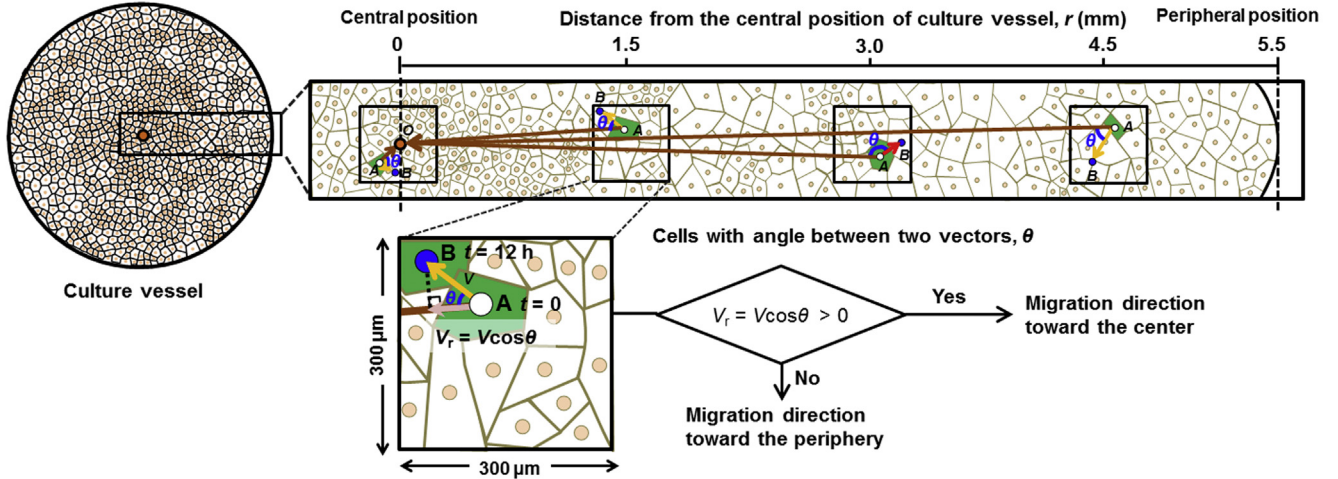 Central position
Distance from the central position of culture vessel, r (mm)
Peripheral position
0
1.5
3.0
4.5
5.5
O
A
θ
B
B
θ
A
θ
B
A
A
θ
B
Culture vessel
300 μm
B t = 12 h
V
θ
A t = 0
Vr = Vcosθ
300 μm
Cells with angle between two vectors, θ
Vr = Vcosθ > 0
Yes
Migration direction
toward the center
No
Migration direction
toward the periphery